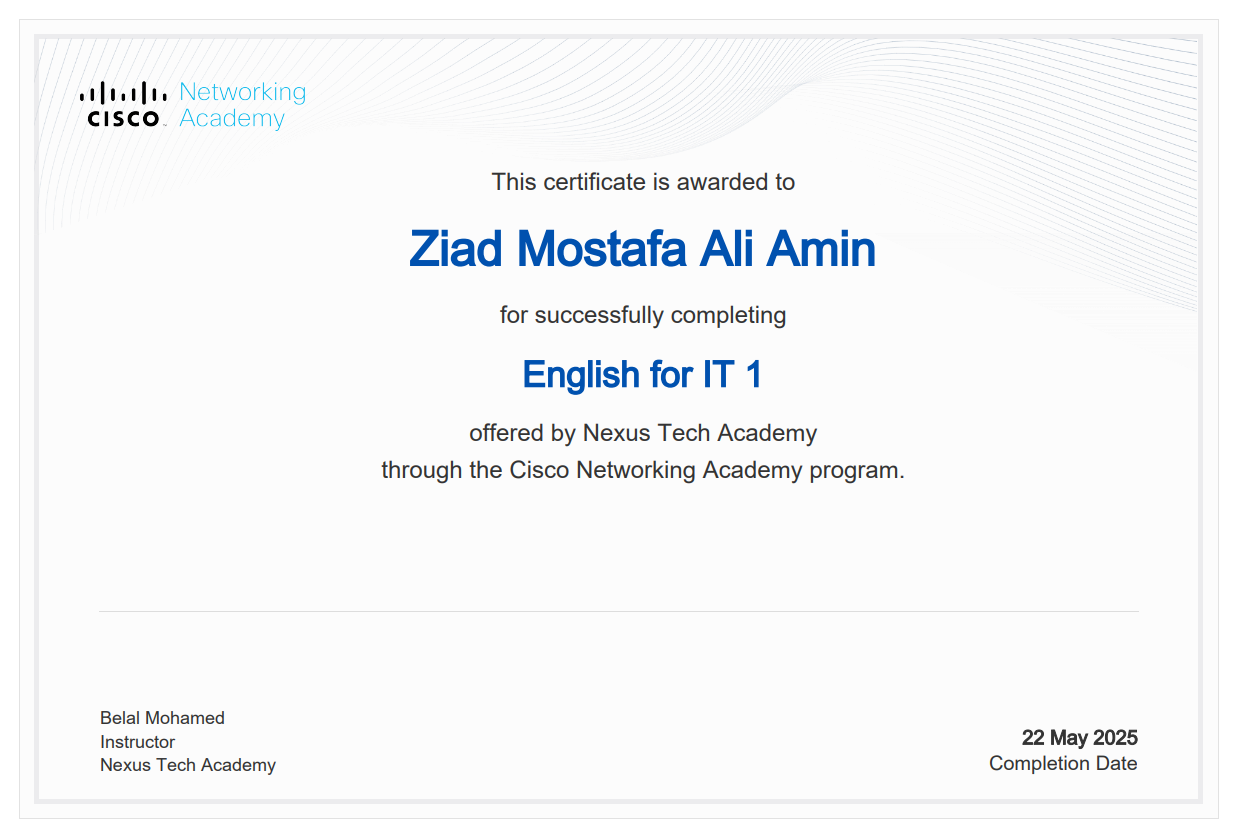 Networking
CISCO Academy
This certificate is awarded to
Ziad Mostafa Ali Amin
for successfully completing
English for IT 1
offered by Nexus Tech Academy
through the Cisco Networking Academy program.
Belal Mohamed
Instructor
Nexus Tech Academy
22 May 2025
Completion Date